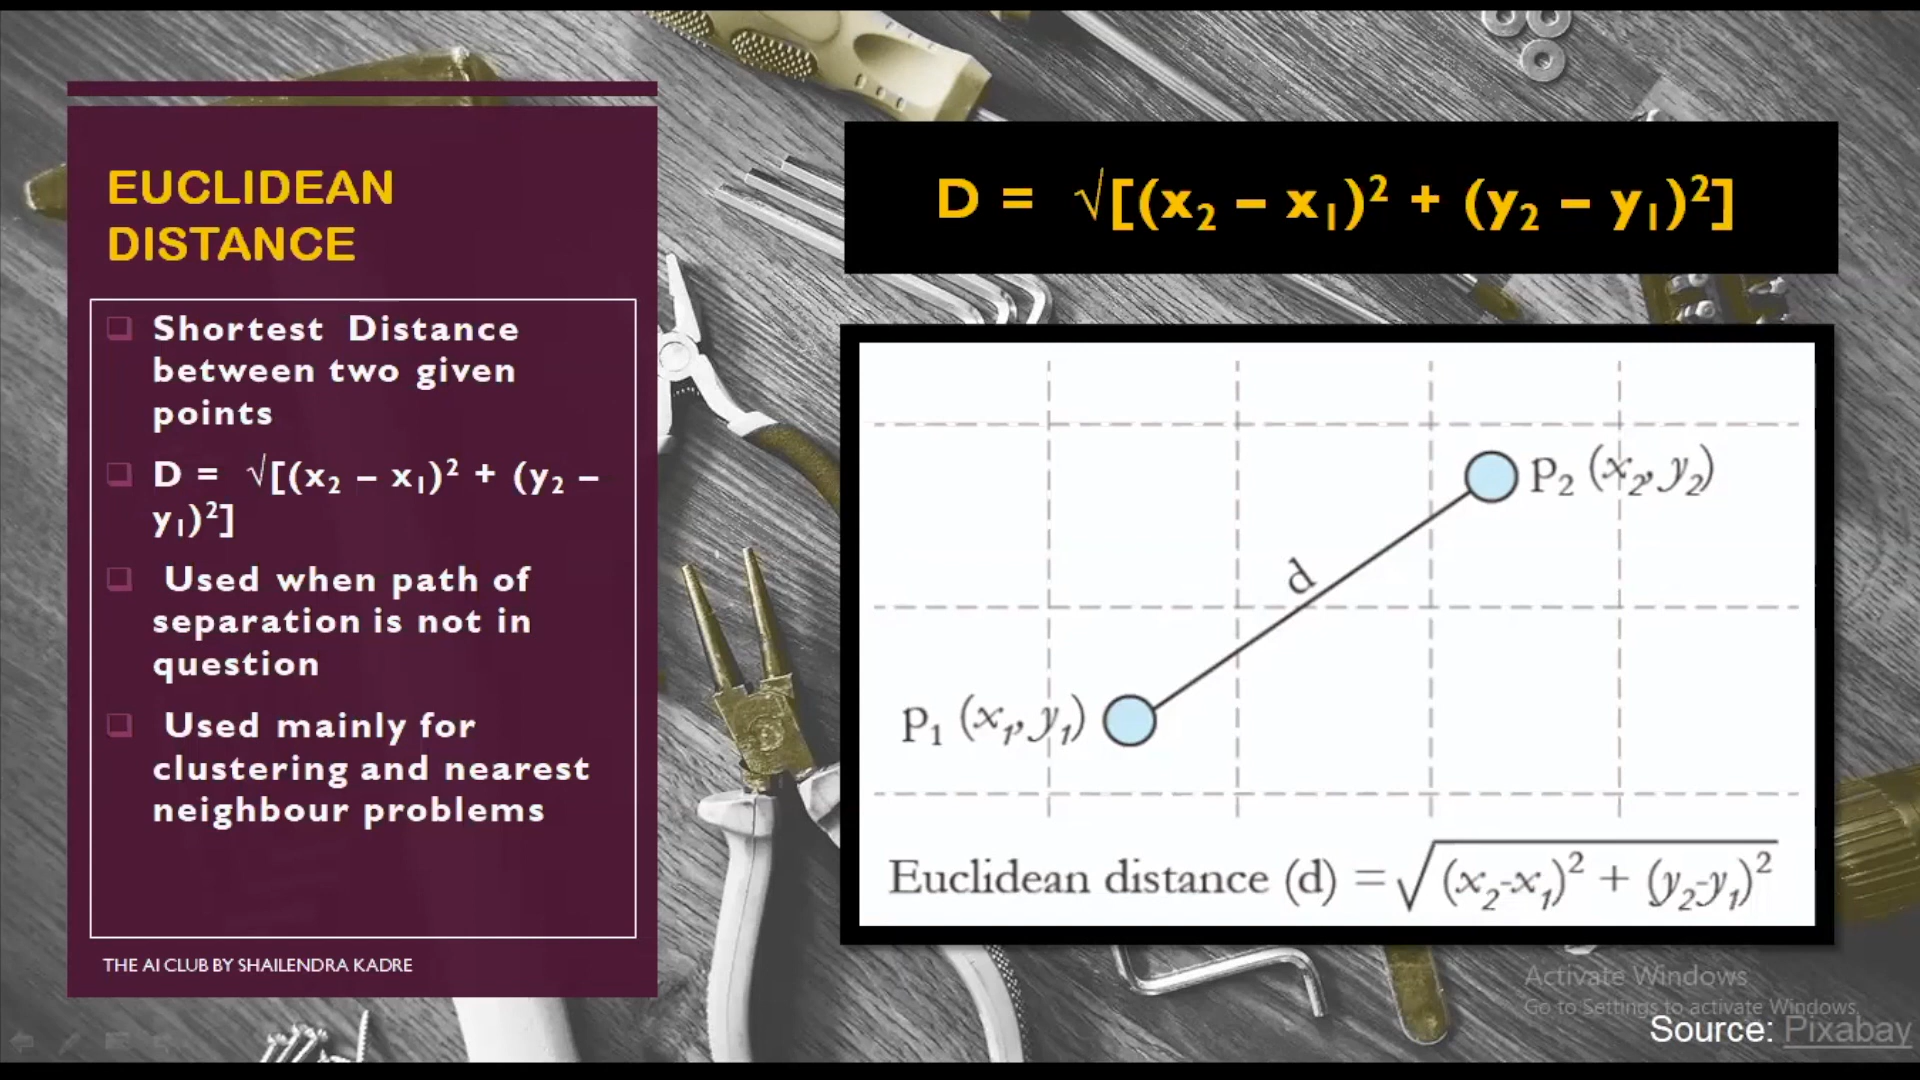 EUCLIDEAN
DISTANCE
❑ Shortest Distance
between two given
points
❑ D = √[(x₂ – x₁)² + (y₂ –
y₁)²]
❑ Used when path of
separation is not in
question
❑ Used mainly for
clustering and nearest
neighbour problems
THE AI CLUB BY SHAILENDRA KADRE
D = √[(x₂ – x₁)² + (y₂ – y₁)²]
p₂ (x₂, y₂)
d
p₁ (x₁, y₁)
Euclidean distance (d) = √(x₂-x₁)² + (y₂-y₁)²
Activate Windows
Go to Settings to activate Windows.
Source: Pixabay